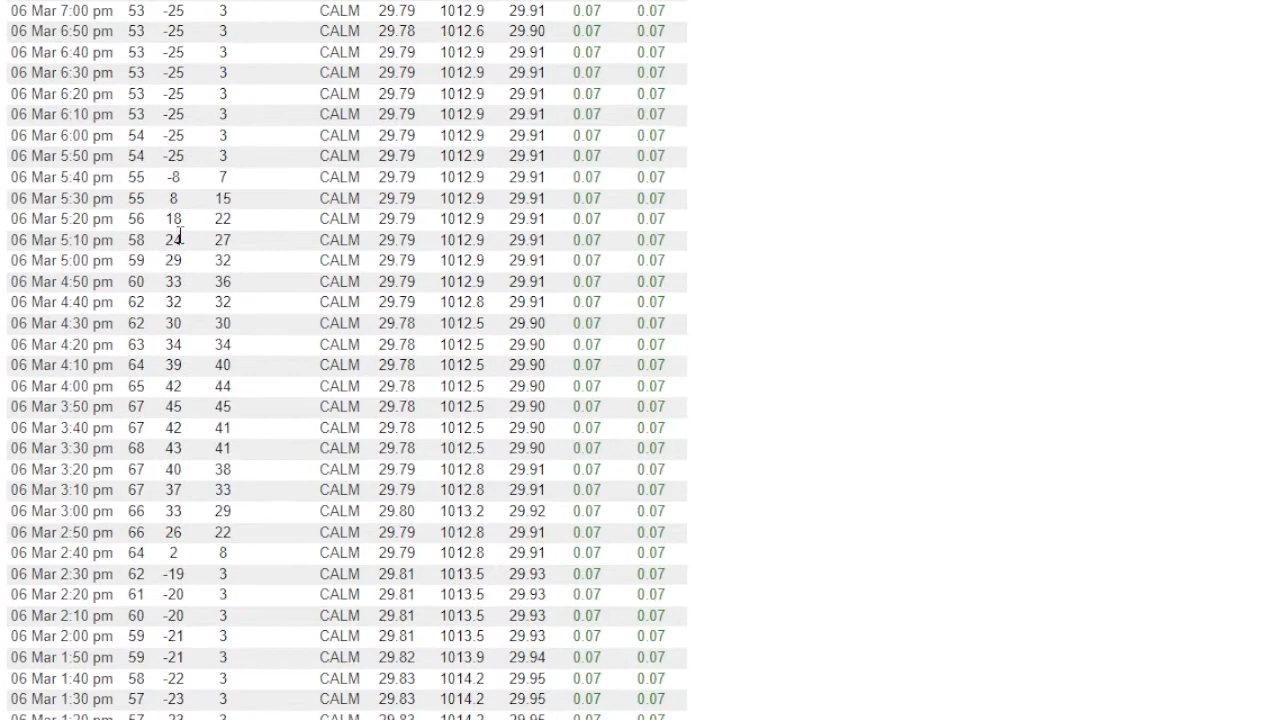 06 Mar 7:00 pm 53 -25 3 CALM 29.79 1012.9 29.91 0.07 0.07
06 Mar 6:50 pm 53 -25 3 CALM 29.78 1012.6 29.90 0.07 0.07
06 Mar 6:40 pm 53 -25 3 CALM 29.79 1012.9 29.91 0.07 0.07
06 Mar 6:30 pm 53 -25 3 CALM 29.79 1012.9 29.91 0.07 0.07
06 Mar 6:20 pm 53 -25 3 CALM 29.79 1012.9 29.91 0.07 0.07
06 Mar 6:10 pm 53 -25 3 CALM 29.79 1012.9 29.91 0.07 0.07
06 Mar 6:00 pm 54 -25 3 CALM 29.79 1012.9 29.91 0.07 0.07
06 Mar 5:50 pm 54 -25 3 CALM 29.79 1012.9 29.91 0.07 0.07
06 Mar 5:40 pm 55 -8 7 CALM 29.79 1012.9 29.91 0.07 0.07
06 Mar 5:30 pm 55 8 15 CALM 29.79 1012.9 29.91 0.07 0.07
06 Mar 5:20 pm 56 18 22 CALM 29.79 1012.9 29.91 0.07 0.07
06 Mar 5:10 pm 58 24 27 CALM 29.79 1012.9 29.91 0.07 0.07
06 Mar 5:00 pm 59 29 32 CALM 29.79 1012.9 29.91 0.07 0.07
06 Mar 4:50 pm 60 33 36 CALM 29.79 1012.9 29.91 0.07 0.07
06 Mar 4:40 pm 62 32 32 CALM 29.79 1012.8 29.91 0.07 0.07
06 Mar 4:30 pm 62 30 30 CALM 29.78 1012.5 29.90 0.07 0.07
06 Mar 4:20 pm 63 34 34 CALM 29.78 1012.5 29.90 0.07 0.07
06 Mar 4:10 pm 64 39 40 CALM 29.78 1012.5 29.90 0.07 0.07
06 Mar 4:00 pm 65 42 44 CALM 29.78 1012.5 29.90 0.07 0.07
06 Mar 3:50 pm 67 45 45 CALM 29.78 1012.5 29.90 0.07 0.07
06 Mar 3:40 pm 67 42 41 CALM 29.78 1012.5 29.90 0.07 0.07
06 Mar 3:30 pm 68 43 41 CALM 29.78 1012.5 29.90 0.07 0.07
06 Mar 3:20 pm 67 40 38 CALM 29.79 1012.8 29.91 0.07 0.07
06 Mar 3:10 pm 67 37 33 CALM 29.79 1012.8 29.91 0.07 0.07
06 Mar 3:00 pm 66 33 29 CALM 29.80 1013.2 29.92 0.07 0.07
06 Mar 2:50 pm 66 26 22 CALM 29.79 1012.8 29.91 0.07 0.07
06 Mar 2:40 pm 64 2 8 CALM 29.79 1012.8 29.91 0.07 0.07
06 Mar 2:30 pm 62 -19 3 CALM 29.81 1013.5 29.93 0.07 0.07
06 Mar 2:20 pm 61 -20 3 CALM 29.81 1013.5 29.93 0.07 0.07
06 Mar 2:10 pm 60 -20 3 CALM 29.81 1013.5 29.93 0.07 0.07
06 Mar 2:00 pm 59 -21 3 CALM 29.81 1013.5 29.93 0.07 0.07
06 Mar 1:50 pm 59 -21 3 CALM 29.82 1013.9 29.94 0.07 0.07
06 Mar 1:40 pm 58 -22 3 CALM 29.83 1014.2 29.95 0.07 0.07
06 Mar 1:30 pm 57 -23 3 CALM 29.83 1014.2 29.95 0.07 0.07